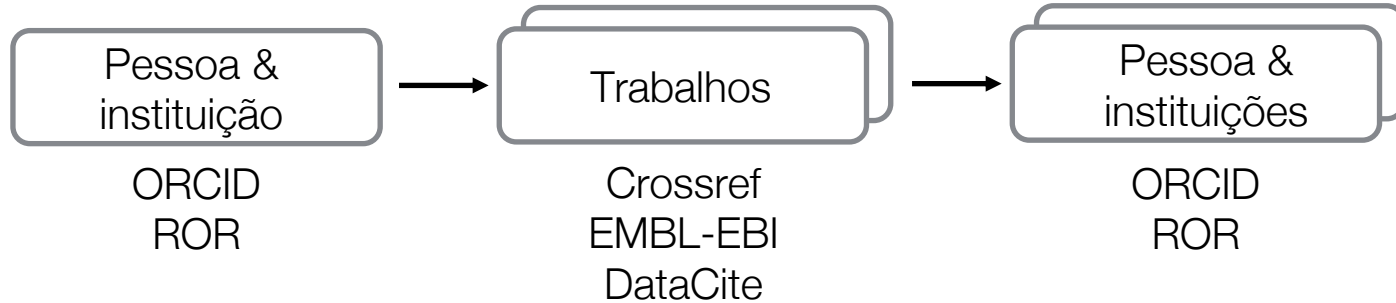 Pessoa &
instituição
ORCID
ROR
Trabalhos
Crossref
EMBL-EBI
DataCite
Pessoa &
instituições
ORCID
ROR